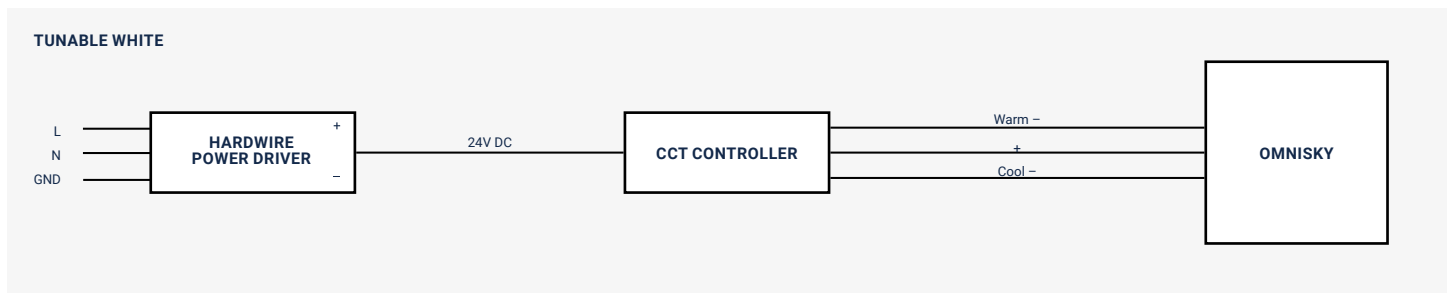 TUNABLE WHITE
L
N
GND
HARDWIRE
POWER DRIVER
+
–
24V DC
CCT CONTROLLER
Warm –
+
Cool –
OMNISKY